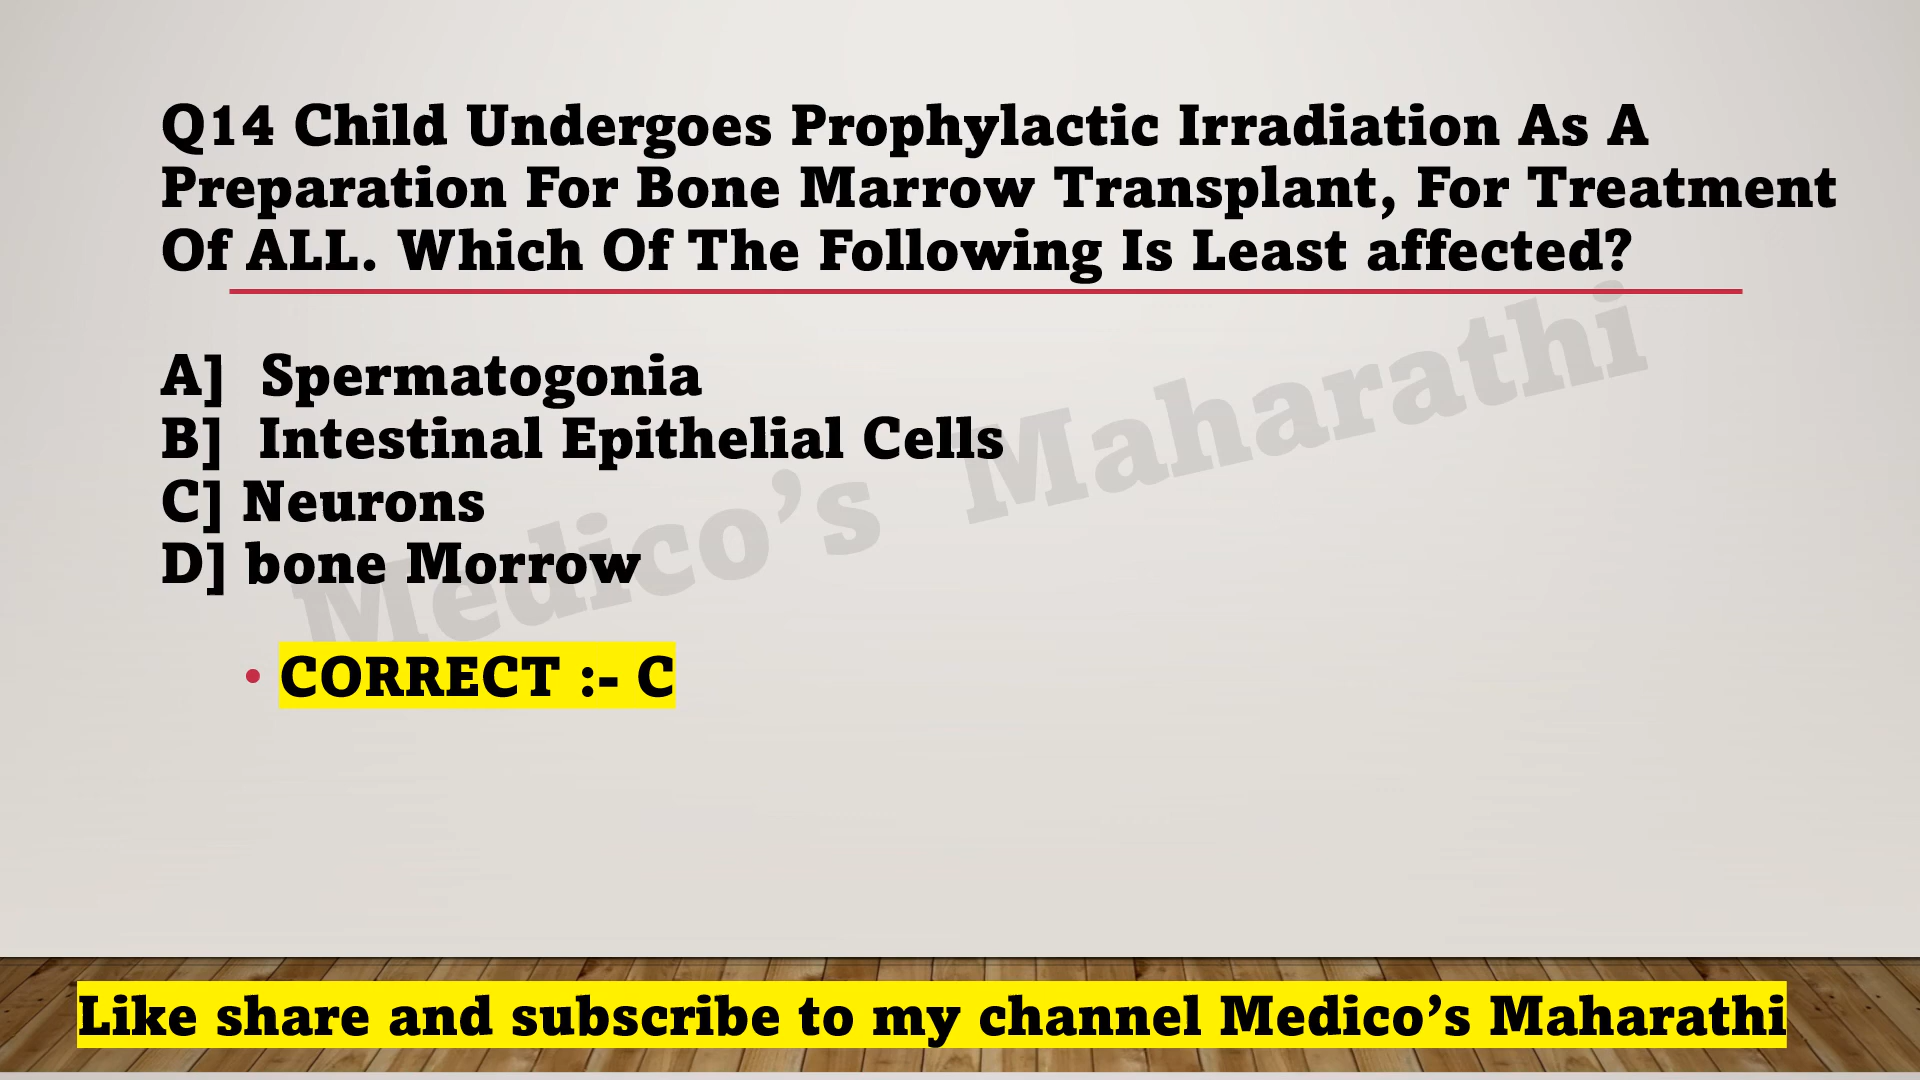 Q14 Child Undergoes Prophylactic Irradiation As A
Preparation For Bone Marrow Transplant, For Treatment
Of ALL. Which Of The Following Is Least affected?
A] Spermatogonia
B] Intestinal Epithelial Cells
C] Neurons
D] bone Morrow
Medico's Maharathi
• CORRECT :- C
Like share and subscribe to my channel Medico’s Maharathi